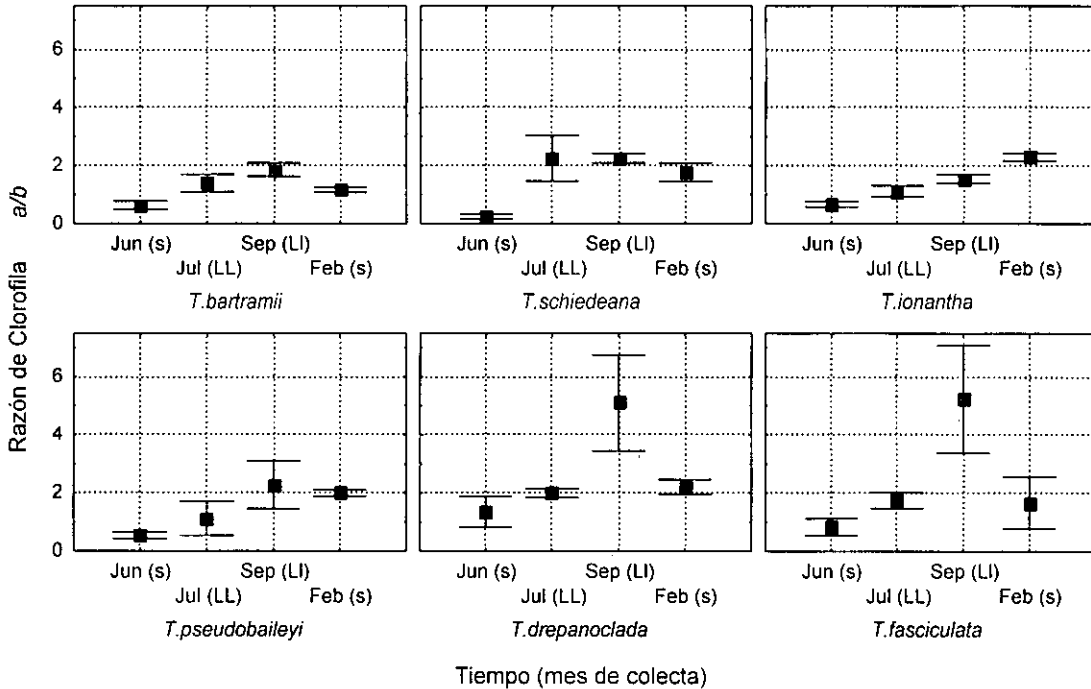 Razón de Clorofila a/b
6
4
2
0
Jun (s) Sep (Ll)
Jul (LL) Feb (s)
T.bartramii
Jun (s) Sep (Ll)
Jul (LL) Feb (s)
T.schiedeana
Jun (s) Sep (Ll)
Jul (LL) Feb (s)
T.ionantha
6
4
2
0
Jun (s) Sep (Ll)
Jul (LL) Feb (s)
T.pseudobaileyi
Jun (s) Sep (Ll)
Jul (LL) Feb (s)
T.drepanoclada
Jun (s) Sep (Ll)
Jul (LL) Feb (s)
T.fasciculata
Tiempo (mes de colecta)